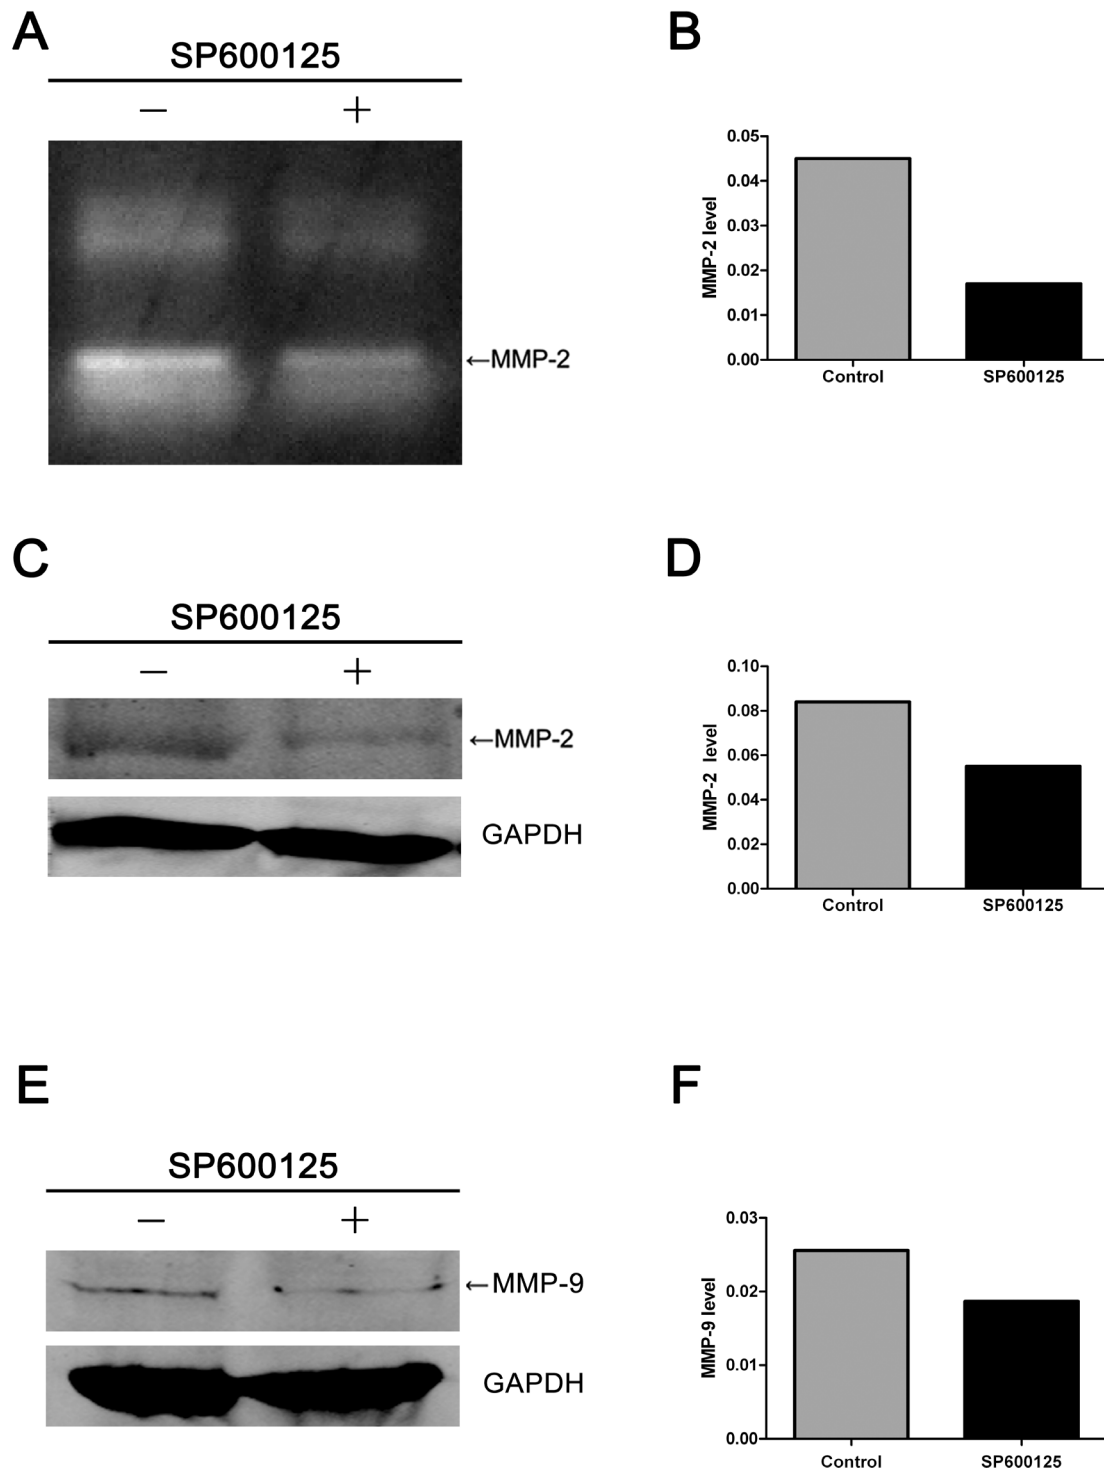 A
SP600125
— +
←MMP-2
B
MMP-2 level
0.05
0.04
0.03
0.02
0.01
0.00
Control SP600125
C
SP600125
— +
←MMP-2
GAPDH
D
MMP-2 level
0.10
0.08
0.06
0.04
0.02
0.00
Control SP600125
E
SP600125
— +
←MMP-9
GAPDH
F
MMP-9 level
0.03
0.02
0.01
0.00
Control SP600125